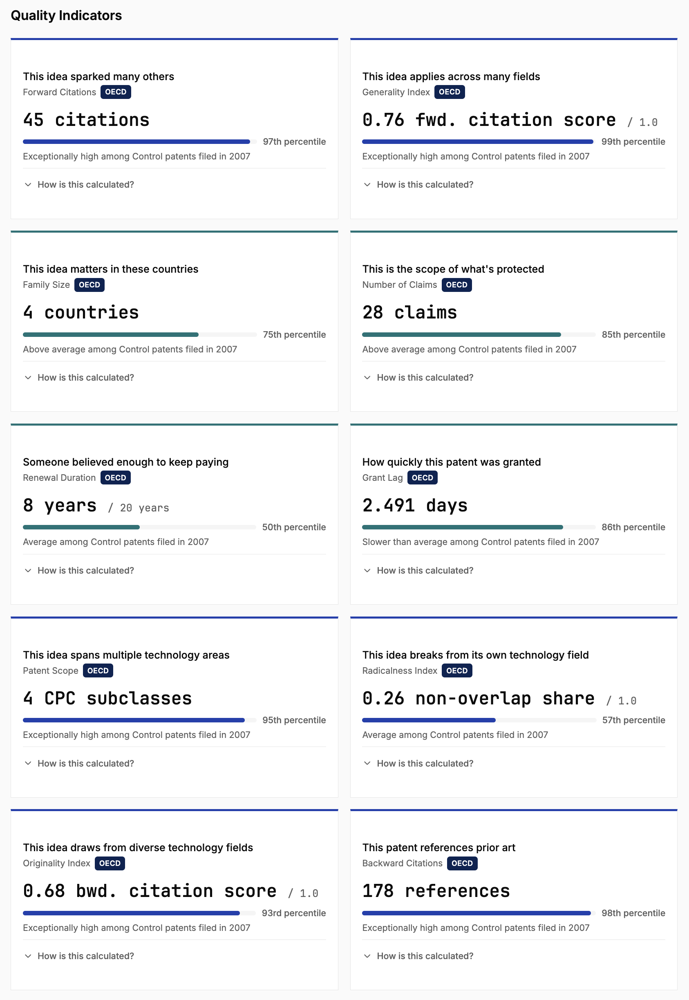 Quality Indicators
This idea sparked many others
Forward Citations OECD
45 citations
97th percentile
Exceptionally high among Control patents filed in 2007
How is this calculated?
This idea applies across many fields
Generality Index OECD
0.76 fwd. citation score / 1.0
99th percentile
Exceptionally high among Control patents filed in 2007
How is this calculated?
This idea matters in these countries
Family Size OECD
4 countries
75th percentile
Above average among Control patents filed in 2007
How is this calculated?
This is the scope of what's protected
Number of Claims OECD
28 claims
85th percentile
Above average among Control patents filed in 2007
How is this calculated?
Someone believed enough to keep paying
Renewal Duration OECD
8 years / 20 years
50th percentile
Average among Control patents filed in 2007
How is this calculated?
How quickly this patent was granted
Grant Lag OECD
2.491 days
86th percentile
Slower than average among Control patents filed in 2007
How is this calculated?
This idea spans multiple technology areas
Patent Scope OECD
4 CPC subclasses
95th percentile
Exceptionally high among Control patents filed in 2007
How is this calculated?
This idea breaks from its own technology field
Radicalness Index OECD
0.26 non-overlap share / 1.0
57th percentile
Average among Control patents filed in 2007
How is this calculated?
This idea draws from diverse technology fields
Originality Index OECD
0.68 bwd. citation score / 1.0
93rd percentile
Exceptionally high among Control patents filed in 2007
How is this calculated?
This patent references prior art
Backward Citations OECD
178 references
98th percentile
Exceptionally high among Control patents filed in 2007
How is this calculated?